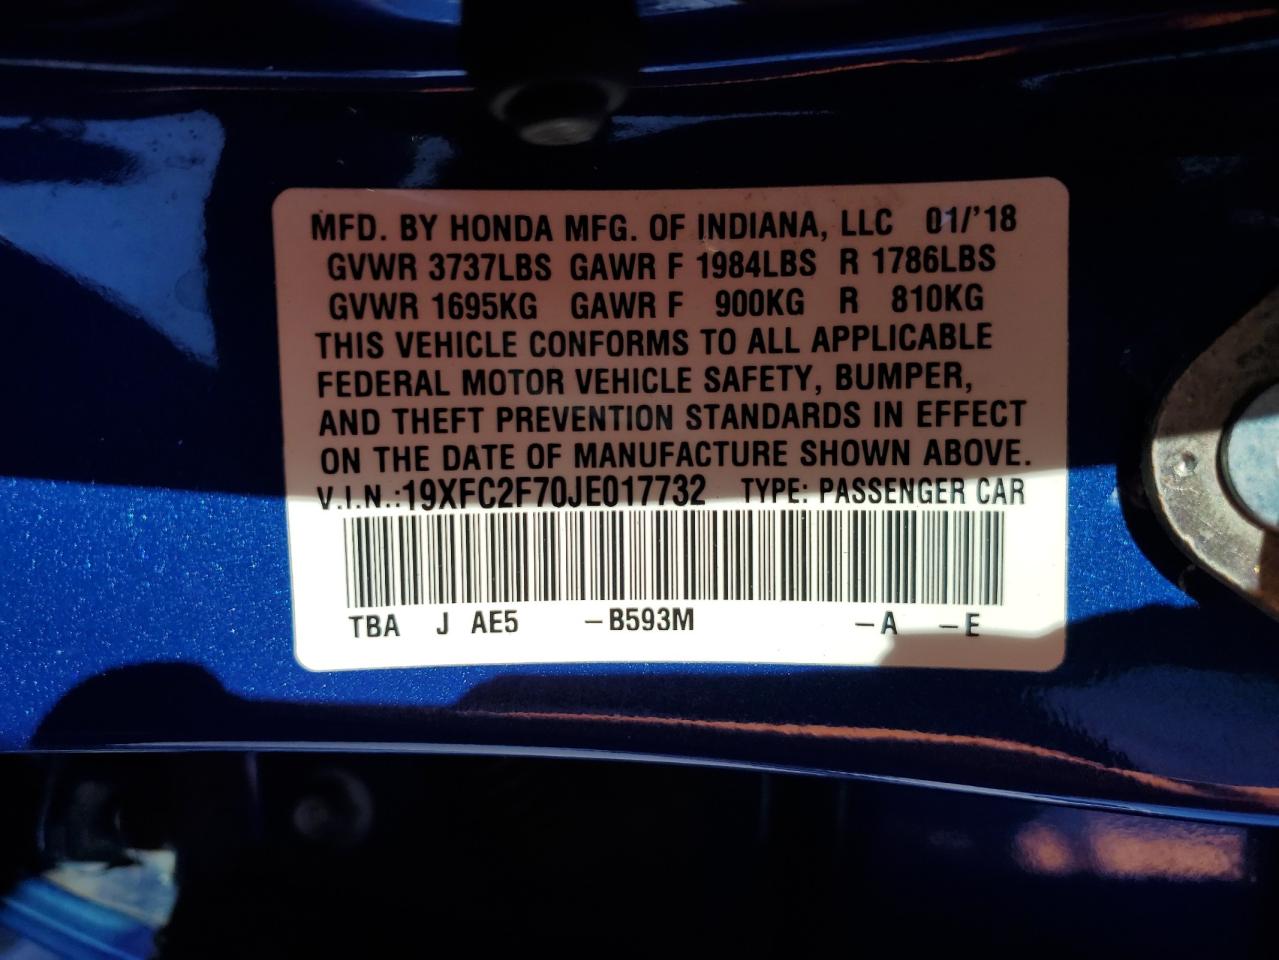 MFD. BY HONDA MFG. OF INDIANA, LLC 01/'18
GVWR 3737LBS GAWR F 1984LBS R 1786LBS
GVWR 1695KG GAWR F 900KG R 810KG
THIS VEHICLE CONFORMS TO ALL APPLICABLE
FEDERAL MOTOR VEHICLE SAFETY, BUMPER,
AND THEFT PREVENTION STANDARDS IN EFFECT
ON THE DATE OF MANUFACTURE SHOWN ABOVE.
V.I.N.:19XFC2F70JE017732 TYPE: PASSENGER CAR
TBA J AE5 –B593M –A –E